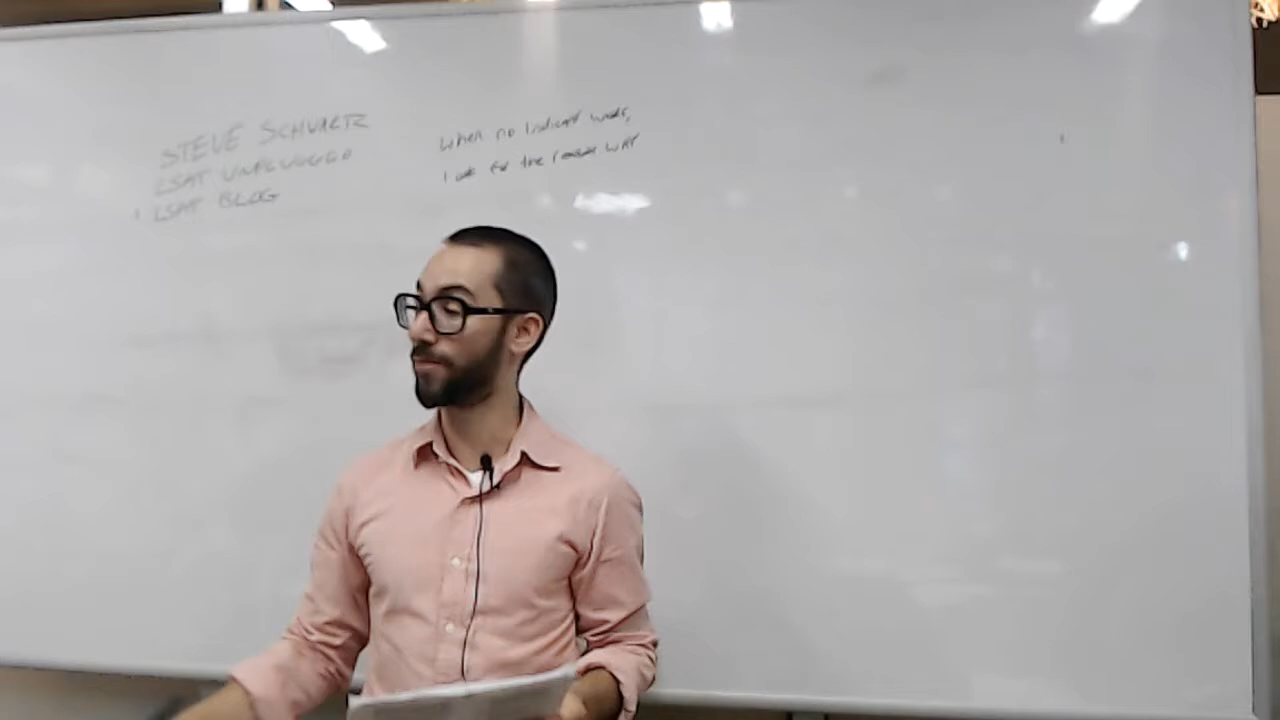 STEVE SCHWARTZ
LSAT UNPLUGGED
LSAT BLOG
When no indicator words,
look for the reason WHY